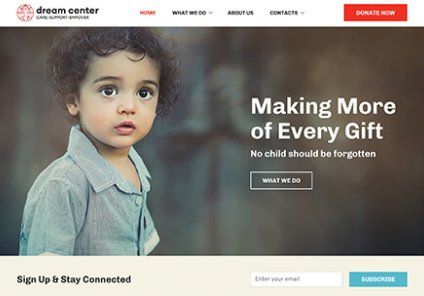 dream center
CARE·SUPPORT·EMPOVER
HOME
WHAT WE DO
ABOUT US
CONTACTS
DONATE NOW
Making More
of Every Gift
No child should be forgotten
WHAT WE DO
Sign Up & Stay Connected
Enter your email
SUBSCRIBE